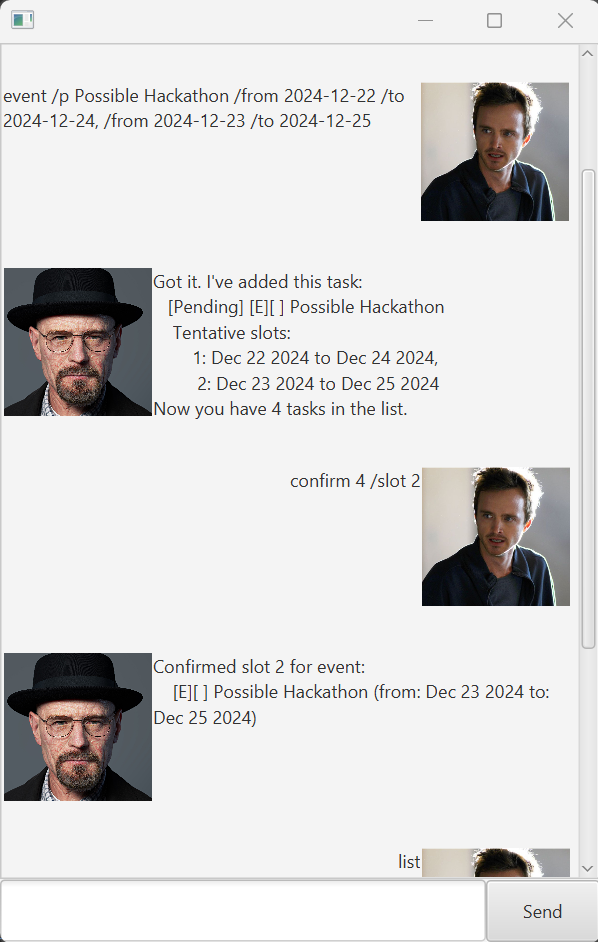 event /p Possible Hackathon /from 2024-12-22 /to
2024-12-24, /from 2024-12-23 /to 2024-12-25
Got it. I've added this task:
[Pending] [E][ ] Possible Hackathon
Tentative slots:
1: Dec 22 2024 to Dec 24 2024,
2: Dec 23 2024 to Dec 25 2024
Now you have 4 tasks in the list.
confirm 4 /slot 2
Confirmed slot 2 for event:
[E][ ] Possible Hackathon (from: Dec 23 2024 to:
Dec 25 2024)
list
Send